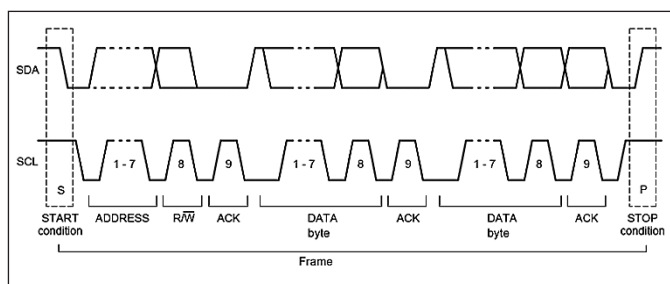 SDA
SCL
1 - 7 8 9 1 - 7 8 9 1 - 7 8 9
S P
START condition ADDRESS R/W̅ ACK DATA byte ACK DATA byte ACK STOP condition
Frame